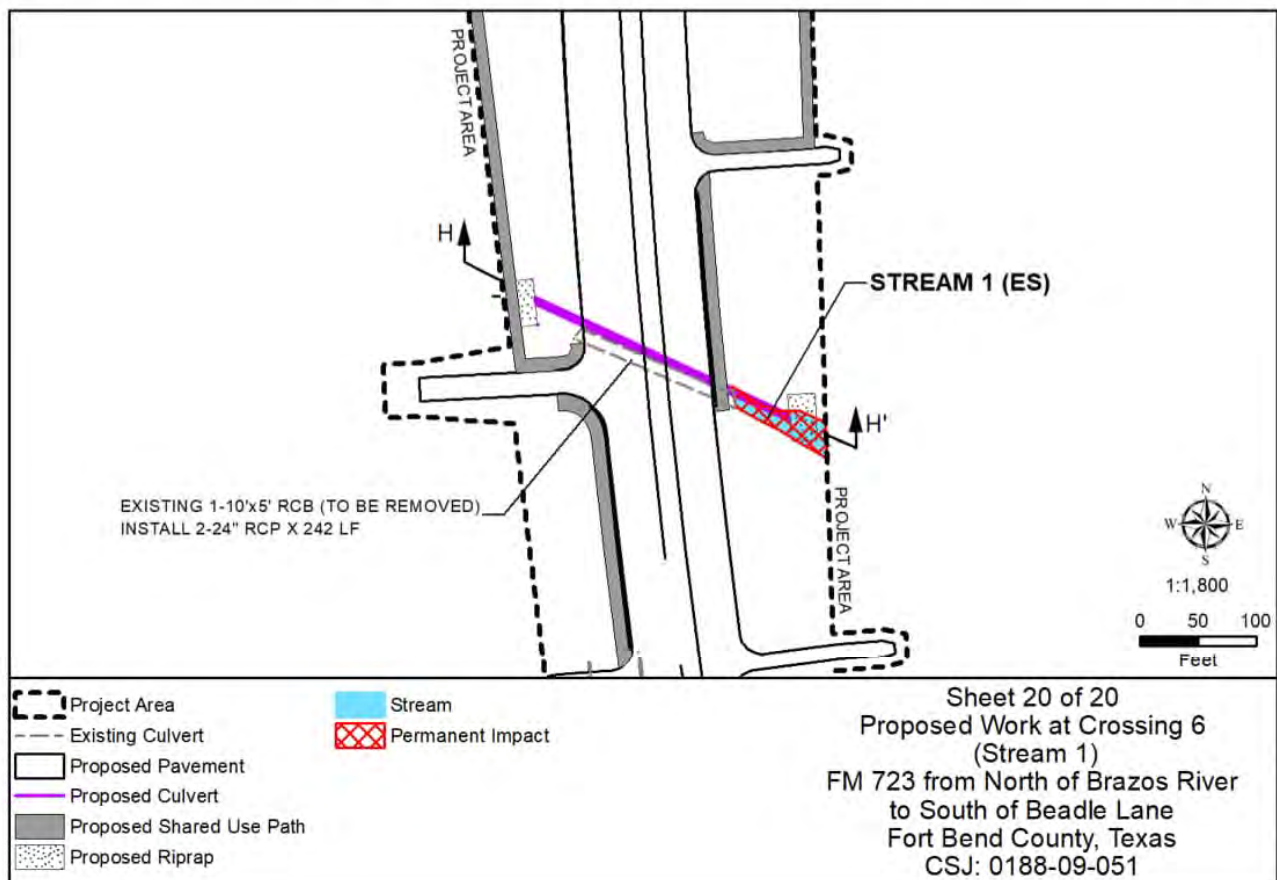 PROJECT AREA
H
STREAM 1 (ES)
H'
EXISTING 1-10'x5' RCB (TO BE REMOVED)
INSTALL 2-24" RCP X 242 LF
PROJECT AREA
N
W E
S
1:1,800
0 50 100
Feet
Project Area
Existing Culvert
Proposed Pavement
Proposed Culvert
Proposed Shared Use Path
Proposed Riprap
Stream
Permanent Impact
Sheet 20 of 20
Proposed Work at Crossing 6
(Stream 1)
FM 723 from North of Brazos River
to South of Beadle Lane
Fort Bend County, Texas
CSJ: 0188-09-051